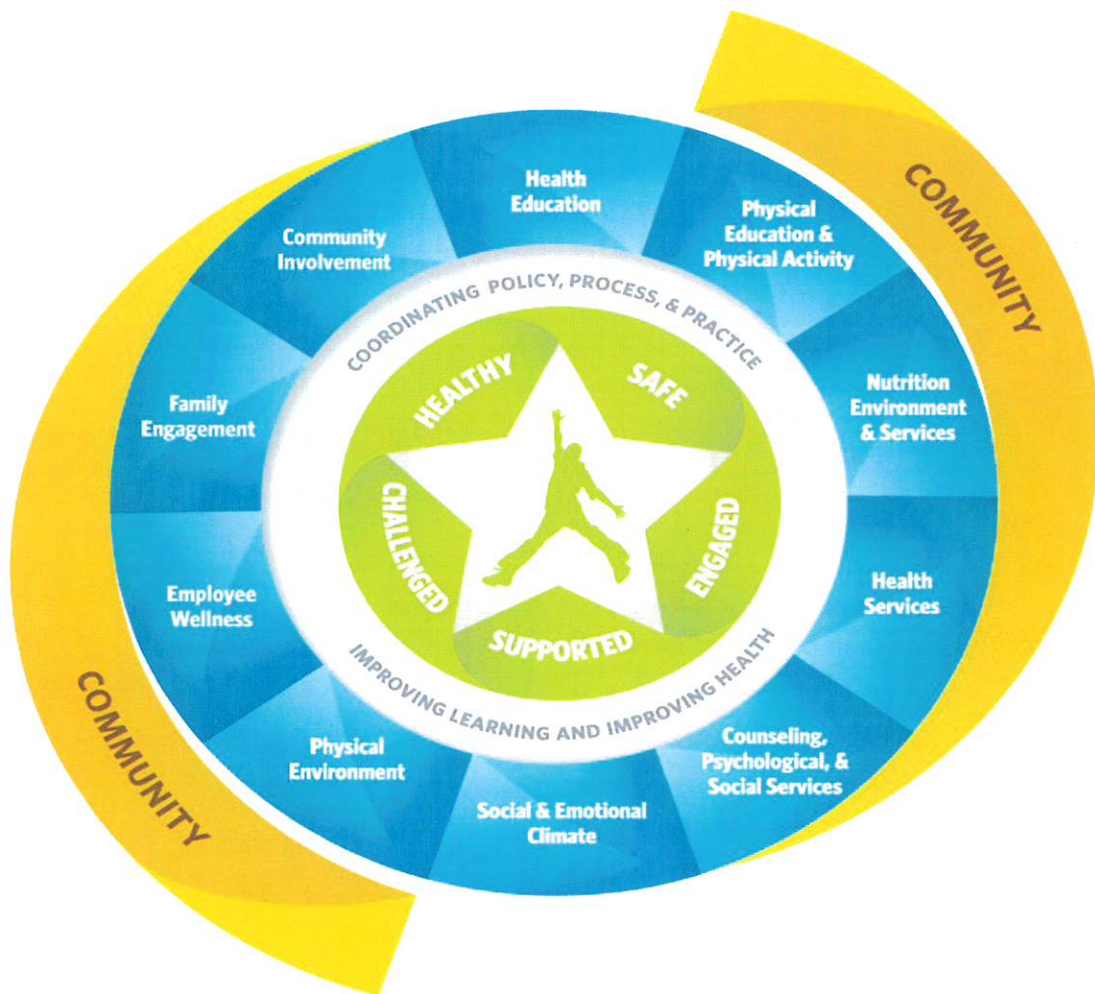 COMMUNITY
Health
Education
Physical
Education &
Physical Activity
Nutrition
Environment
& Services
Health
Services
Counseling,
Psychological, &
Social Services
Social & Emotional
Climate
Physical
Environment
Employee
Wellness
Family
Engagement
Community
Involvement
COORDINATING POLICY, PROCESS, & PRACTICE
IMPROVING LEARNING AND IMPROVING HEALTH
HEALTHY
SAFE
ENGAGED
SUPPORTED
CHALLENGED
COMMUNITY